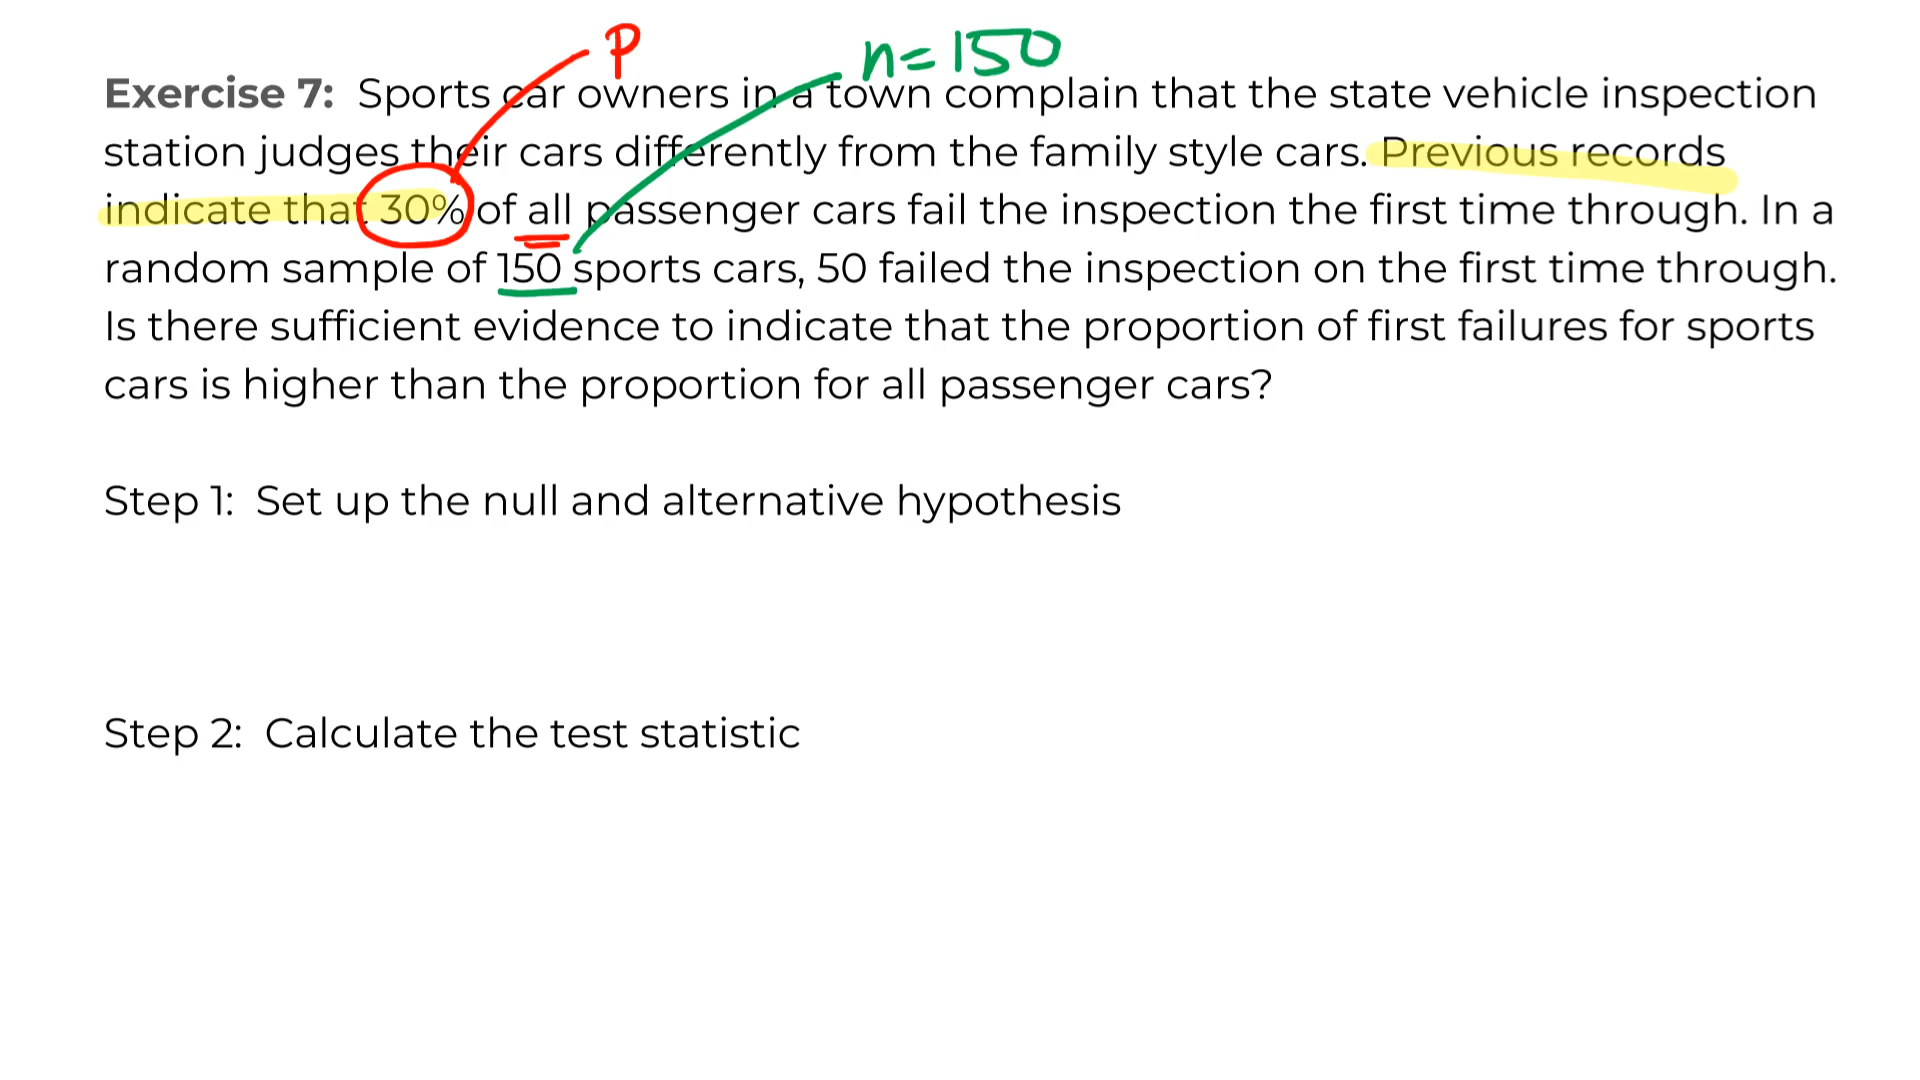 P n=150
Exercise 7: Sports car owners in a town complain that the state vehicle inspection
station judges their cars differently from the family style cars. Previous records
indicate that 30% of all passenger cars fail the inspection the first time through. In a
random sample of 150 sports cars, 50 failed the inspection on the first time through.
Is there sufficient evidence to indicate that the proportion of first failures for sports
cars is higher than the proportion for all passenger cars?
Step 1: Set up the null and alternative hypothesis
Step 2: Calculate the test statistic